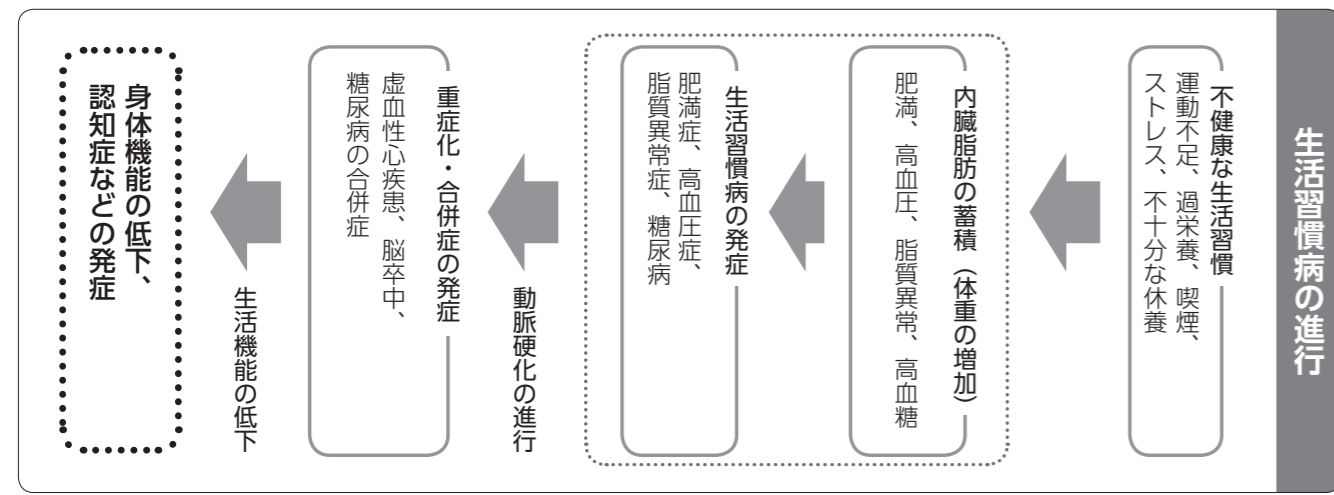 生活習慣病の進行
不健康な生活習慣
運動不足、過栄養、喫煙、
ストレス、不十分な休養
内臓脂肪の蓄積（体重の増加）
肥満、高血圧、脂質異常、高血糖
生活習慣病の発症
肥満症、高血圧症、
脂質異常症、糖尿病
動脈硬化の進行
重症化・合併症の発症
虚血性心疾患、脳卒中、
糖尿病の合併症
生活機能の低下
身体機能の低下、
認知症などの発症